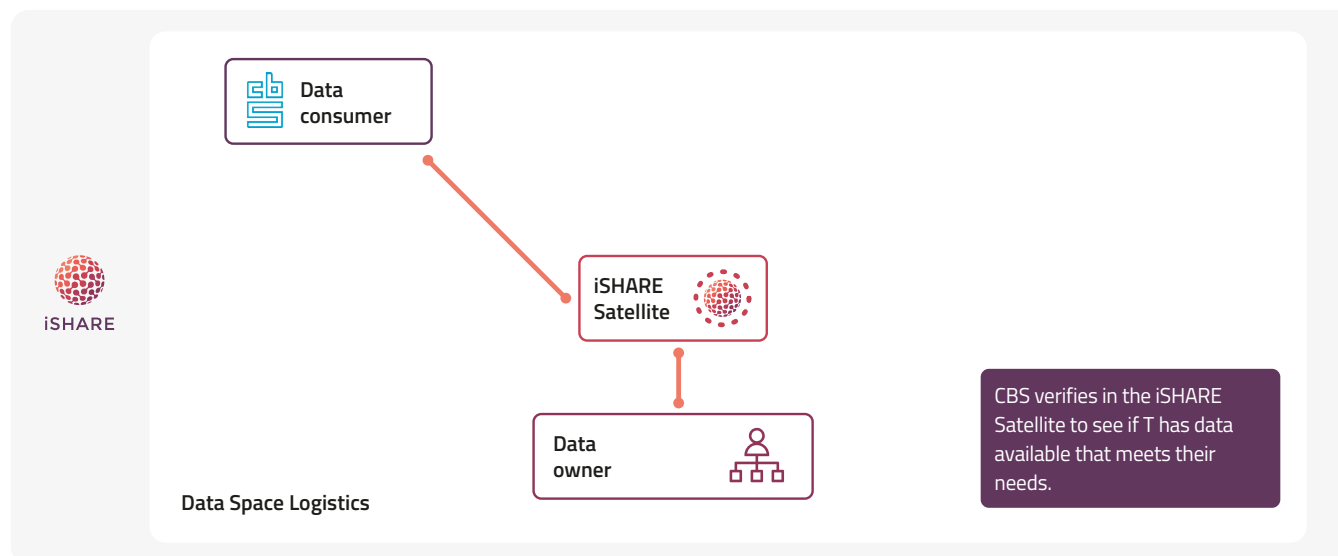 cbs
Data
consumer
iSHARE
Satellite
iSHARE
CBS verifies in the iSHARE
Satellite to see if T has data
available that meets their
needs.
Data
owner
Data Space Logistics